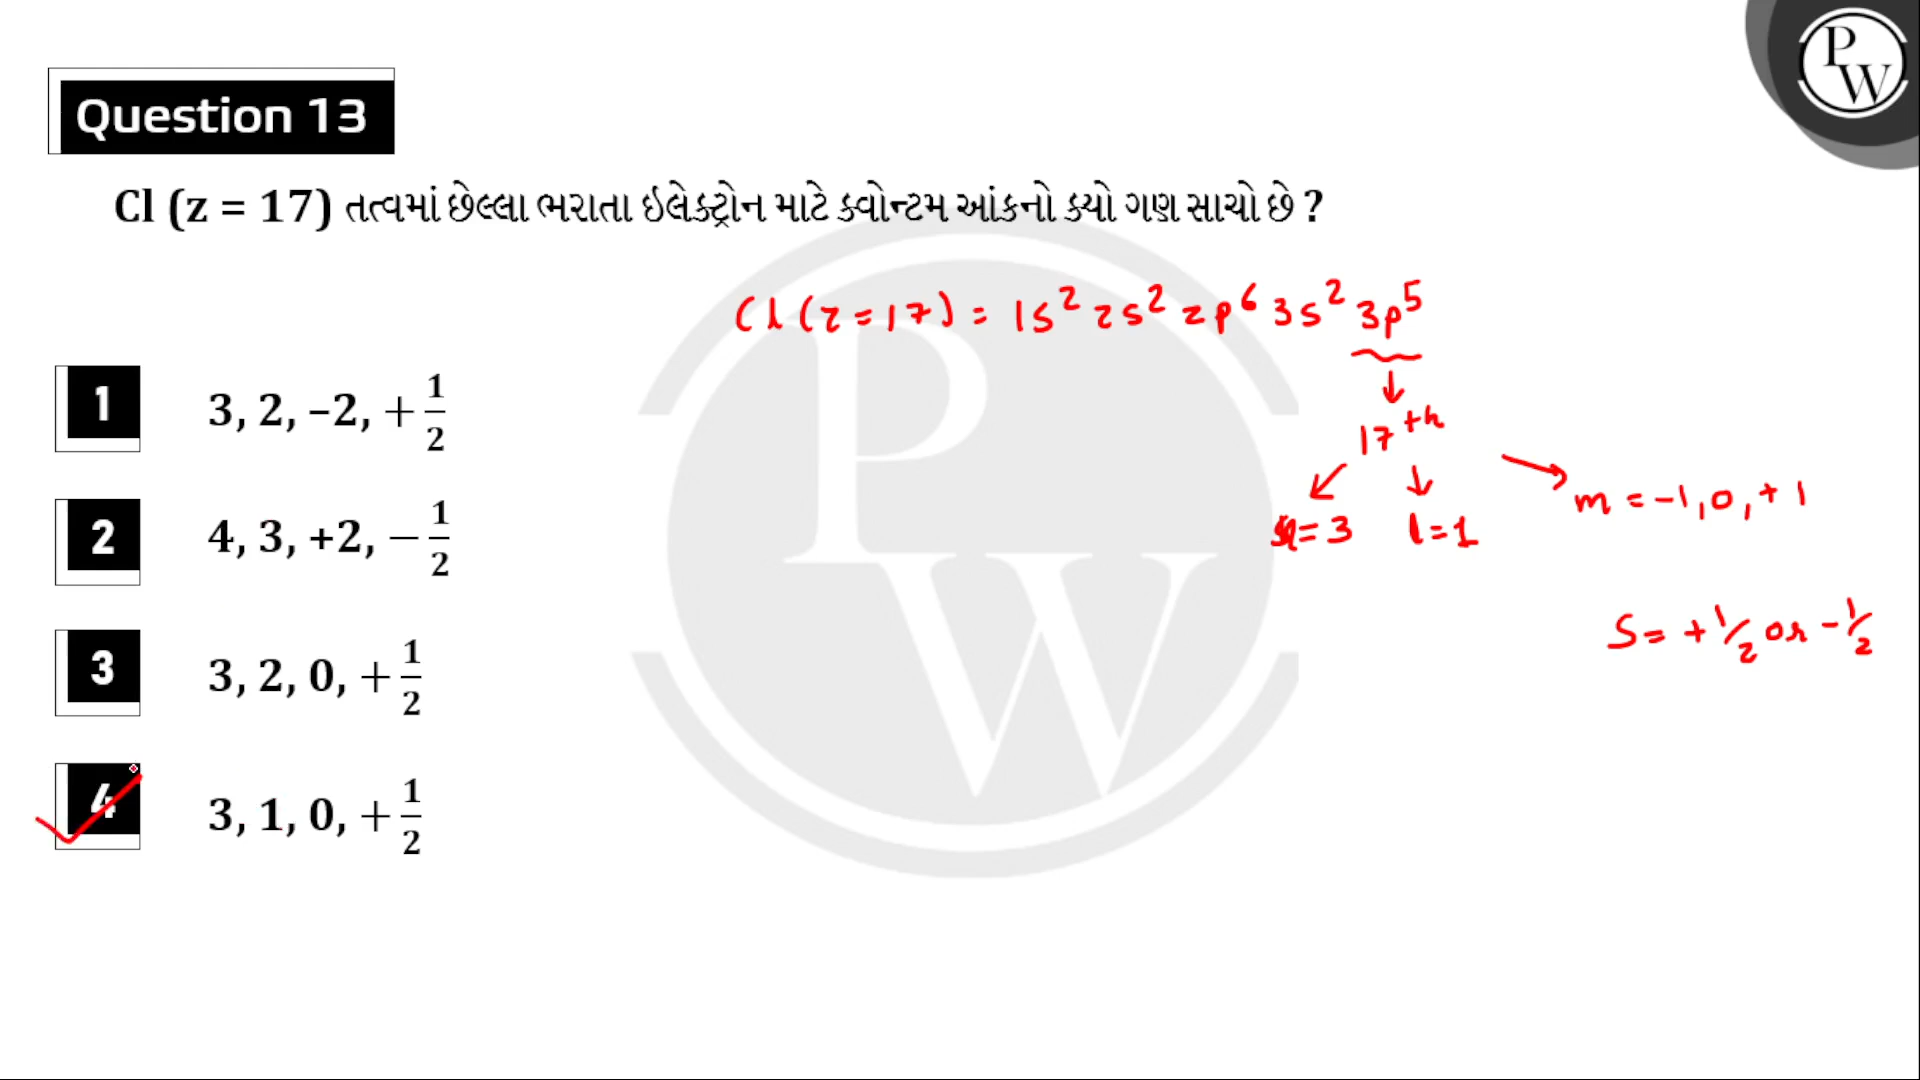 PW
Question 13
Cl (z = 17) તત્વમાં છેલ્લા ભરાતા ઇલેક્ટ્રોન માટે ક્વોન્ટમ આંકનો ક્યો ગણ સાચો છે ?
Cl (z = 17) = 1s² 2s² 2p⁶ 3s² 3p⁵
17th
n = 3 l = 1 m = -1, 0, +1
S = +1/2 or -1/2
1 3, 2, –2, +1/2
2 4, 3, +2, −1/2
3 3, 2, 0, +1/2
4 3, 1, 0, +1/2
PW